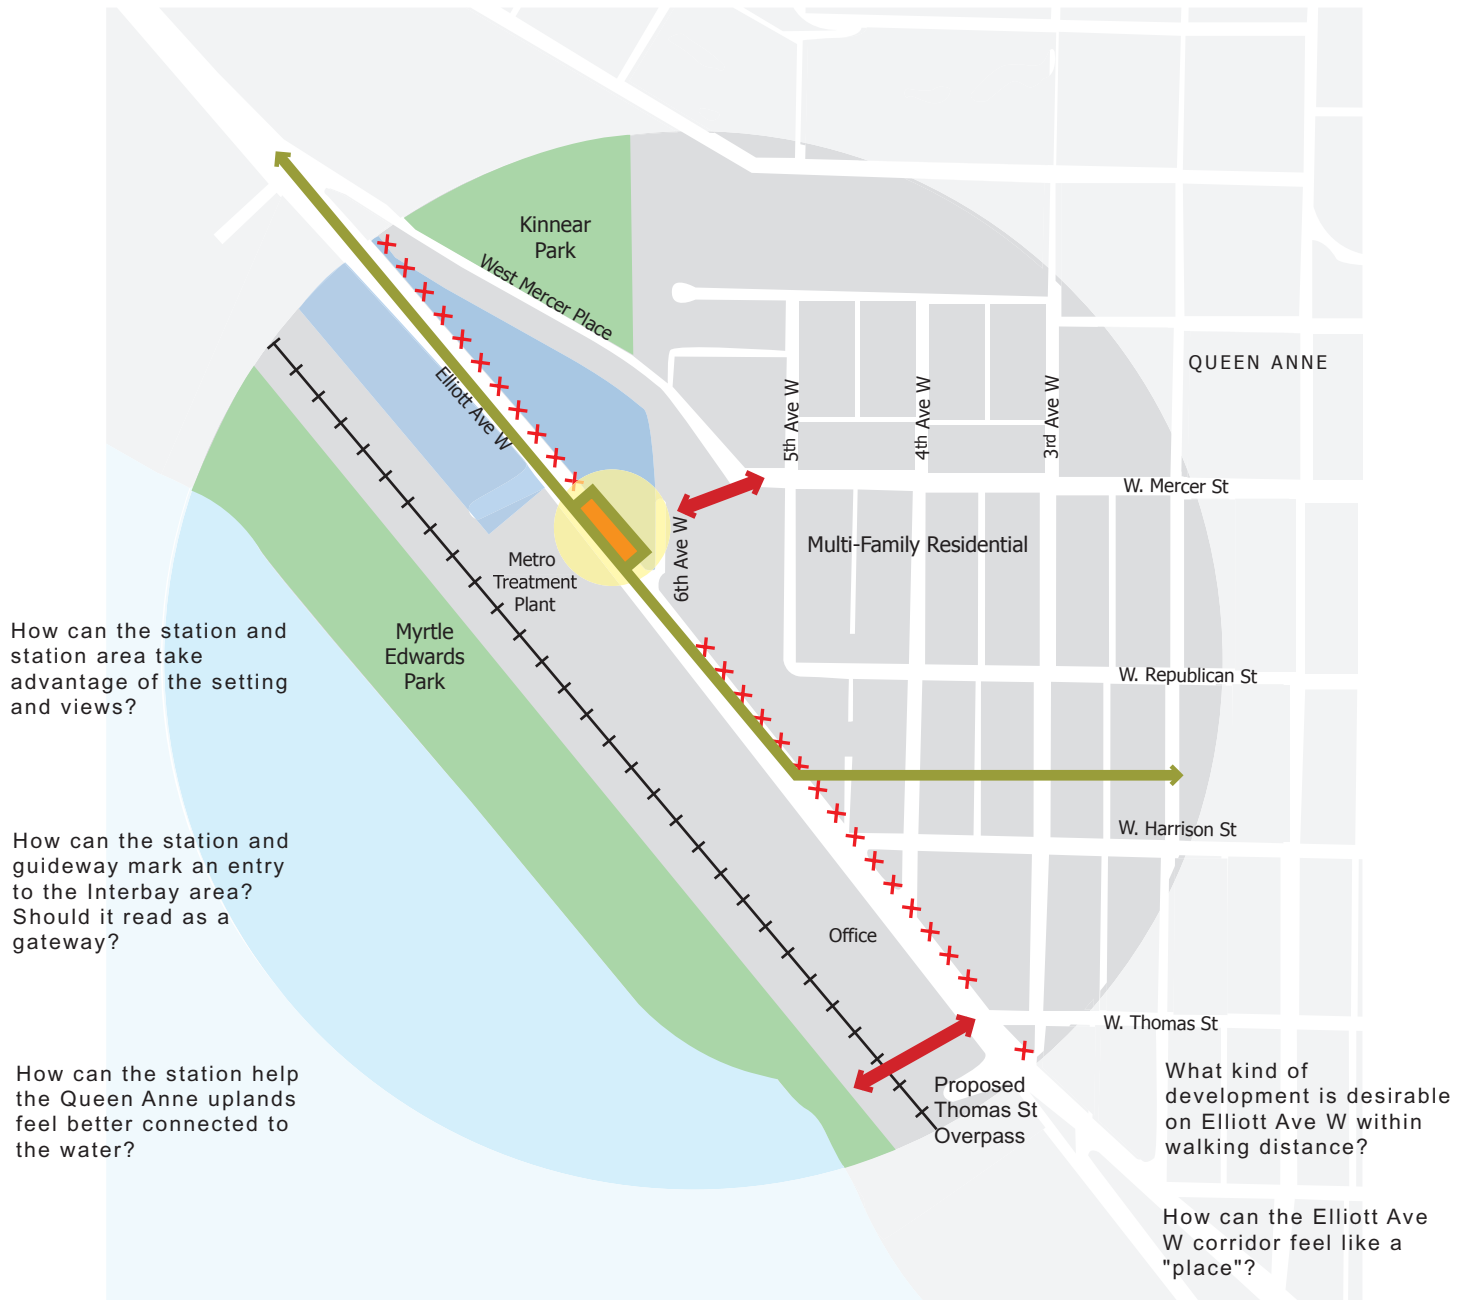 Kinnear
Park
West Mercer Place
QUEEN ANNE
Elliott Ave W
5th Ave W
4th Ave W
3rd Ave W
W. Mercer St
6th Ave W
Multi-Family Residential
Metro
Treatment
Plant
Myrtle
Edwards
Park
How can the station and
station area take
advantage of the setting
and views?
W. Republican St
How can the station and
guideway mark an entry
to the Interbay area?
Should it read as a
gateway?
W. Harrison St
Office
W. Thomas St
How can the station help
the Queen Anne uplands
feel better connected to
the water?
Proposed
Thomas St
Overpass
What kind of
development is desirable
on Elliott Ave W within
walking distance?
How can the Elliott Ave
W corridor feel like a
"place"?